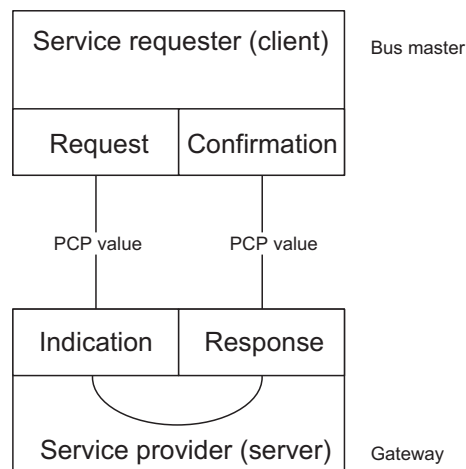 Service requester (client)
Bus master
Request
Confirmation
PCP value
PCP value
Indication
Response
Service provider (server)
Gateway